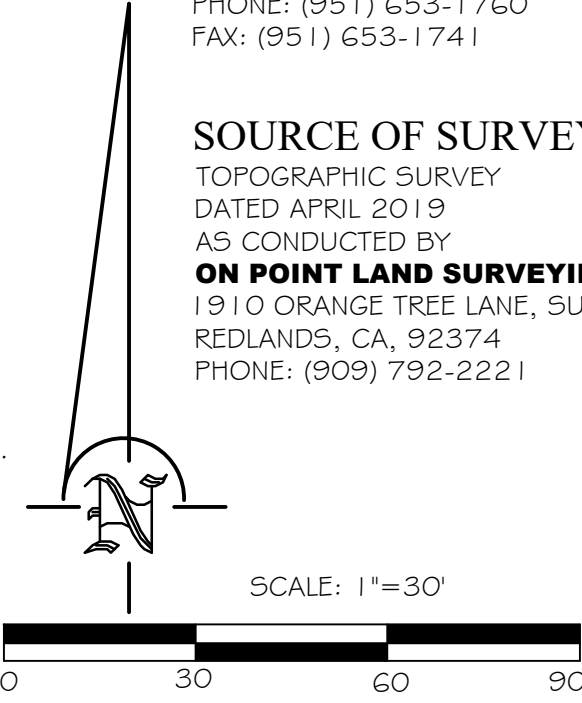 PHONE: (951) 653-1760
FAX: (951) 653-1741
SOURCE OF SURVEY
TOPOGRAPHIC SURVEY
DATED APRIL 2019
AS CONDUCTED BY
ON POINT LAND
1910 ORANGE TREE LANE,
REDLANDS, CA, 92374
PHONE: (909) 792-2221
N
SCALE: 1"=30'
0 30 60 90